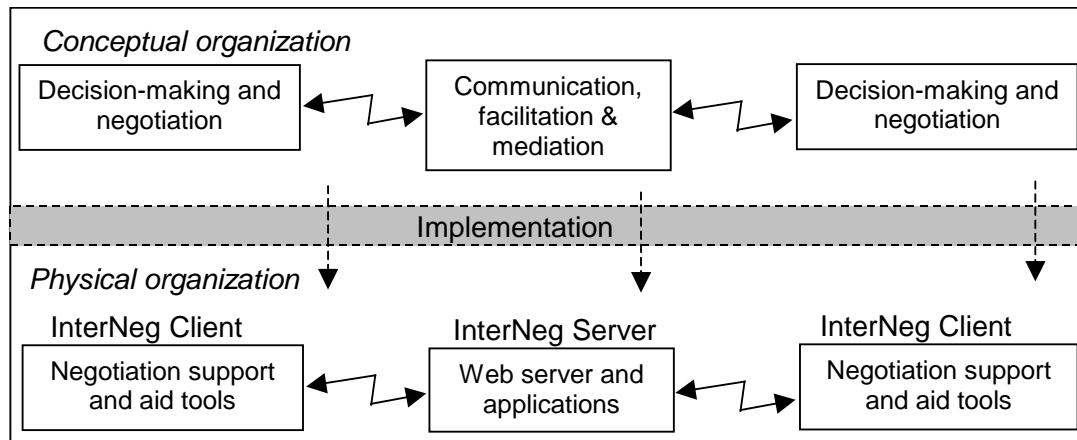 Conceptual organization
Decision-making and
negotiation
Communication,
facilitation &
mediation
Decision-making and
negotiation
Implementation
Physical organization
InterNeg Client
Negotiation support
and aid tools
InterNeg Server
Web server and
applications
InterNeg Client
Negotiation support
and aid tools